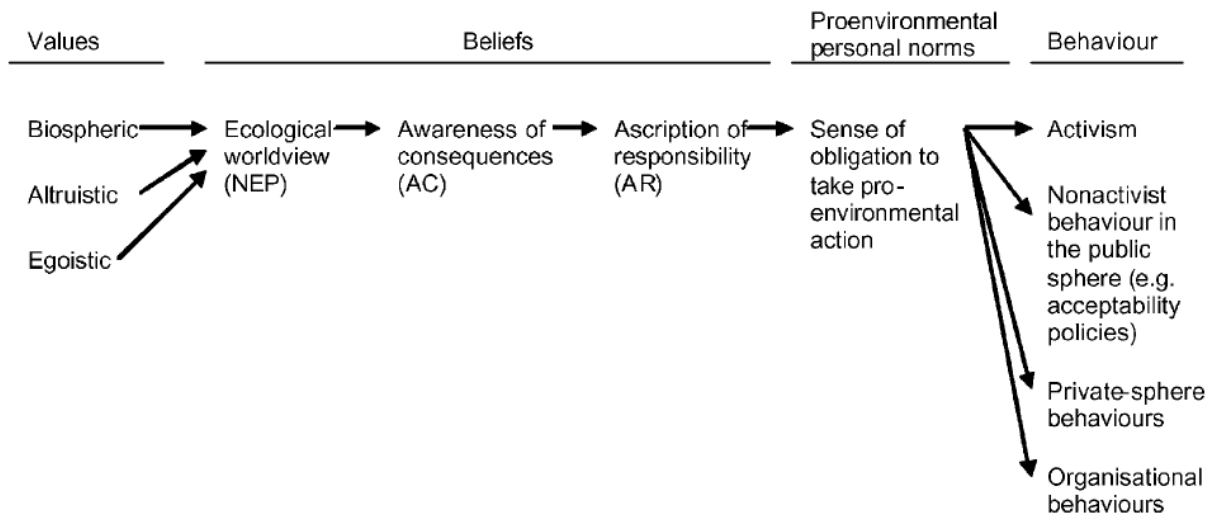 Values
Beliefs
Proenvironmental
personal norms
Behaviour
Biospheric
Altruistic
Egoistic
Ecological
worldview
(NEP)
Awareness of
consequences
(AC)
Ascription of
responsibility
(AR)
Sense of
obligation to
take pro-
environmental
action
Activism
Nonactivist
behaviour in
the public
sphere (e.g.
acceptability
policies)
Private-sphere
behaviours
Organisational
behaviours